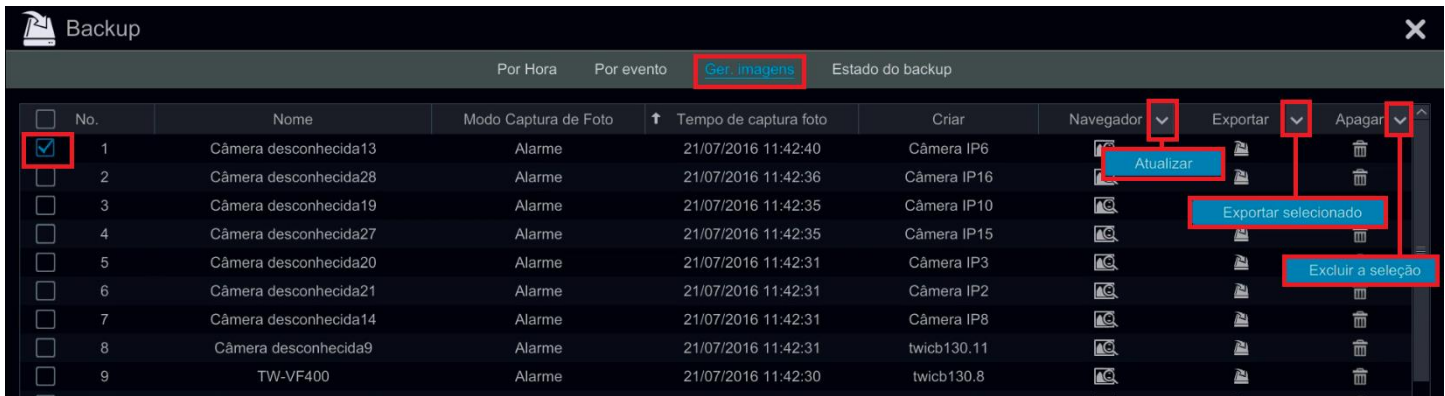 Backup
Por Hora Por evento Ger. imagens Estado do backup
No. Nome Modo Captura de Foto Tempo de captura foto Criar Navegador Exportar Apagar
1 Câmera desconhecida13 Alarme 21/07/2016 11:42:40 Câmera IP6
Atualizar
2 Câmera desconhecida28 Alarme 21/07/2016 11:42:36 Câmera IP16
3 Câmera desconhecida19 Alarme 21/07/2016 11:42:35 Câmera IP10
Exportar selecionado
4 Câmera desconhecida27 Alarme 21/07/2016 11:42:35 Câmera IP15
5 Câmera desconhecida20 Alarme 21/07/2016 11:42:31 Câmera IP3
Excluir a seleção
6 Câmera desconhecida21 Alarme 21/07/2016 11:42:31 Câmera IP2
7 Câmera desconhecida14 Alarme 21/07/2016 11:42:31 Câmera IP8
8 Câmera desconhecida9 Alarme 21/07/2016 11:42:31 twicb130.11
9 TW-VF400 Alarme 21/07/2016 11:42:30 twicb130.8